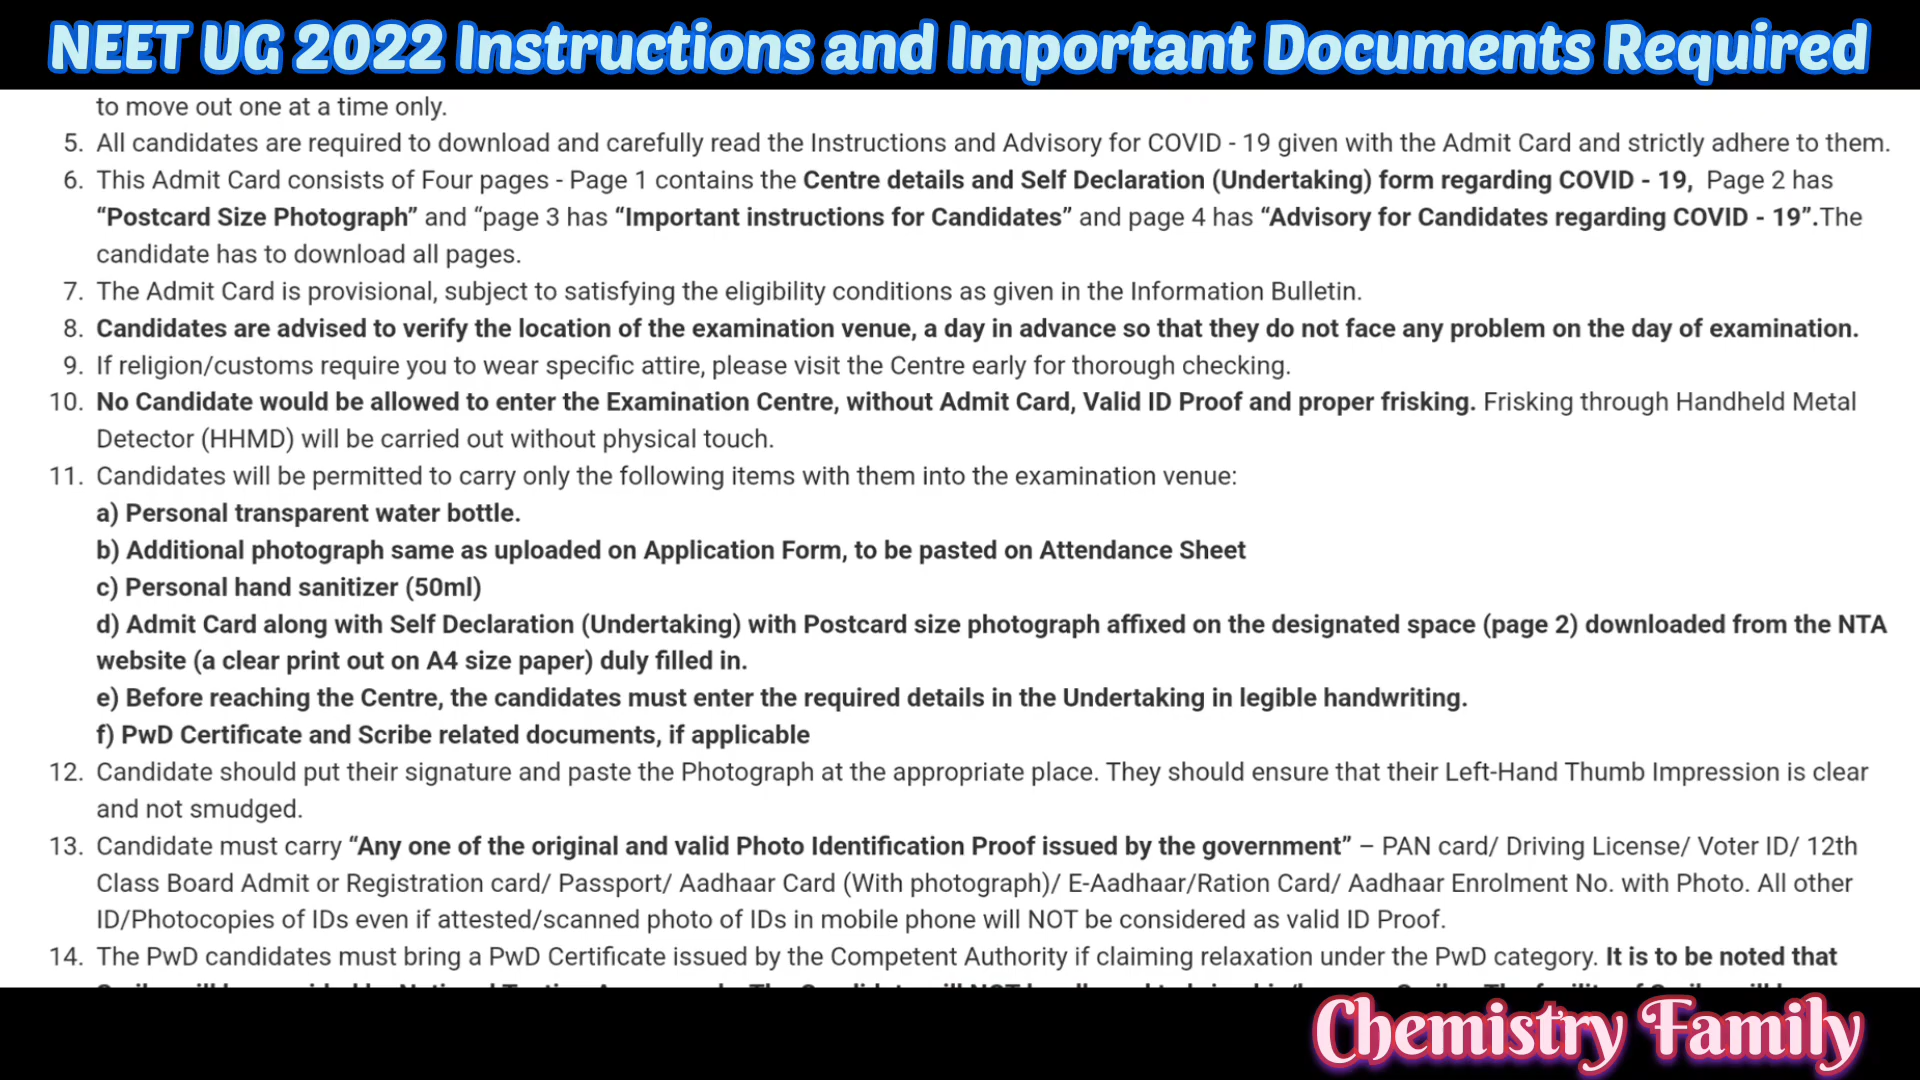 NEET UG 2022 Instructions and Important Documents Required
to move out one at a time only.
5. All candidates are required to download and carefully read the Instructions and Advisory for COVID - 19 given with the Admit Card and strictly adhere to them.
6. This Admit Card consists of Four pages - Page 1 contains the Centre details and Self Declaration (Undertaking) form regarding COVID - 19, Page 2 has
“Postcard Size Photograph” and “page 3 has “Important instructions for Candidates” and page 4 has “Advisory for Candidates regarding COVID - 19”.The
candidate has to download all pages.
7. The Admit Card is provisional, subject to satisfying the eligibility conditions as given in the Information Bulletin.
8. Candidates are advised to verify the location of the examination venue, a day in advance so that they do not face any problem on the day of examination.
9. If religion/customs require you to wear specific attire, please visit the Centre early for thorough checking.
10. No Candidate would be allowed to enter the Examination Centre, without Admit Card, Valid ID Proof and proper frisking. Frisking through Handheld Metal
Detector (HHMD) will be carried out without physical touch.
11. Candidates will be permitted to carry only the following items with them into the examination venue:
a) Personal transparent water bottle.
b) Additional photograph same as uploaded on Application Form, to be pasted on Attendance Sheet
c) Personal hand sanitizer (50ml)
d) Admit Card along with Self Declaration (Undertaking) with Postcard size photograph affixed on the designated space (page 2) downloaded from the NTA
website (a clear print out on A4 size paper) duly filled in.
e) Before reaching the Centre, the candidates must enter the required details in the Undertaking in legible handwriting.
f) PwD Certificate and Scribe related documents, if applicable
12. Candidate should put their signature and paste the Photograph at the appropriate place. They should ensure that their Left-Hand Thumb Impression is clear
and not smudged.
13. Candidate must carry “Any one of the original and valid Photo Identification Proof issued by the government” – PAN card/ Driving License/ Voter ID/ 12th
Class Board Admit or Registration card/ Passport/ Aadhaar Card (With photograph)/ E-Aadhaar/Ration Card/ Aadhaar Enrolment No. with Photo. All other
ID/Photocopies of IDs even if attested/scanned photo of IDs in mobile phone will NOT be considered as valid ID Proof.
14. The PwD candidates must bring a PwD Certificate issued by the Competent Authority if claiming relaxation under the PwD category. It is to be noted that
Chemistry Family